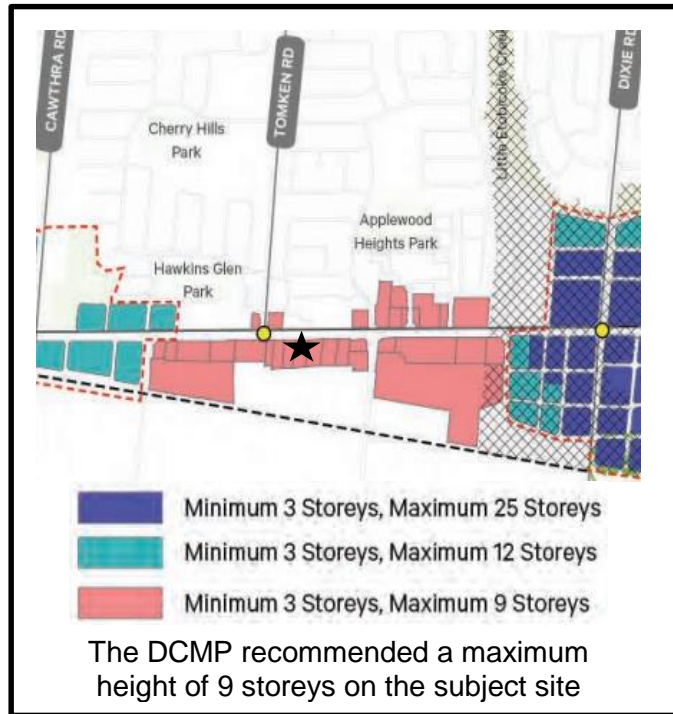 CAWTHRA RD
TOMKEN RD
Little Etobicoke Creek
DIXIE RD
Cherry Hills
Park
Applewood
Heights Park
Hawkins Glen
Park
Minimum 3 Storeys, Maximum 25 Storeys
Minimum 3 Storeys, Maximum 12 Storeys
Minimum 3 Storeys, Maximum 9 Storeys
The DCMP recommended a maximum
height of 9 storeys on the subject site